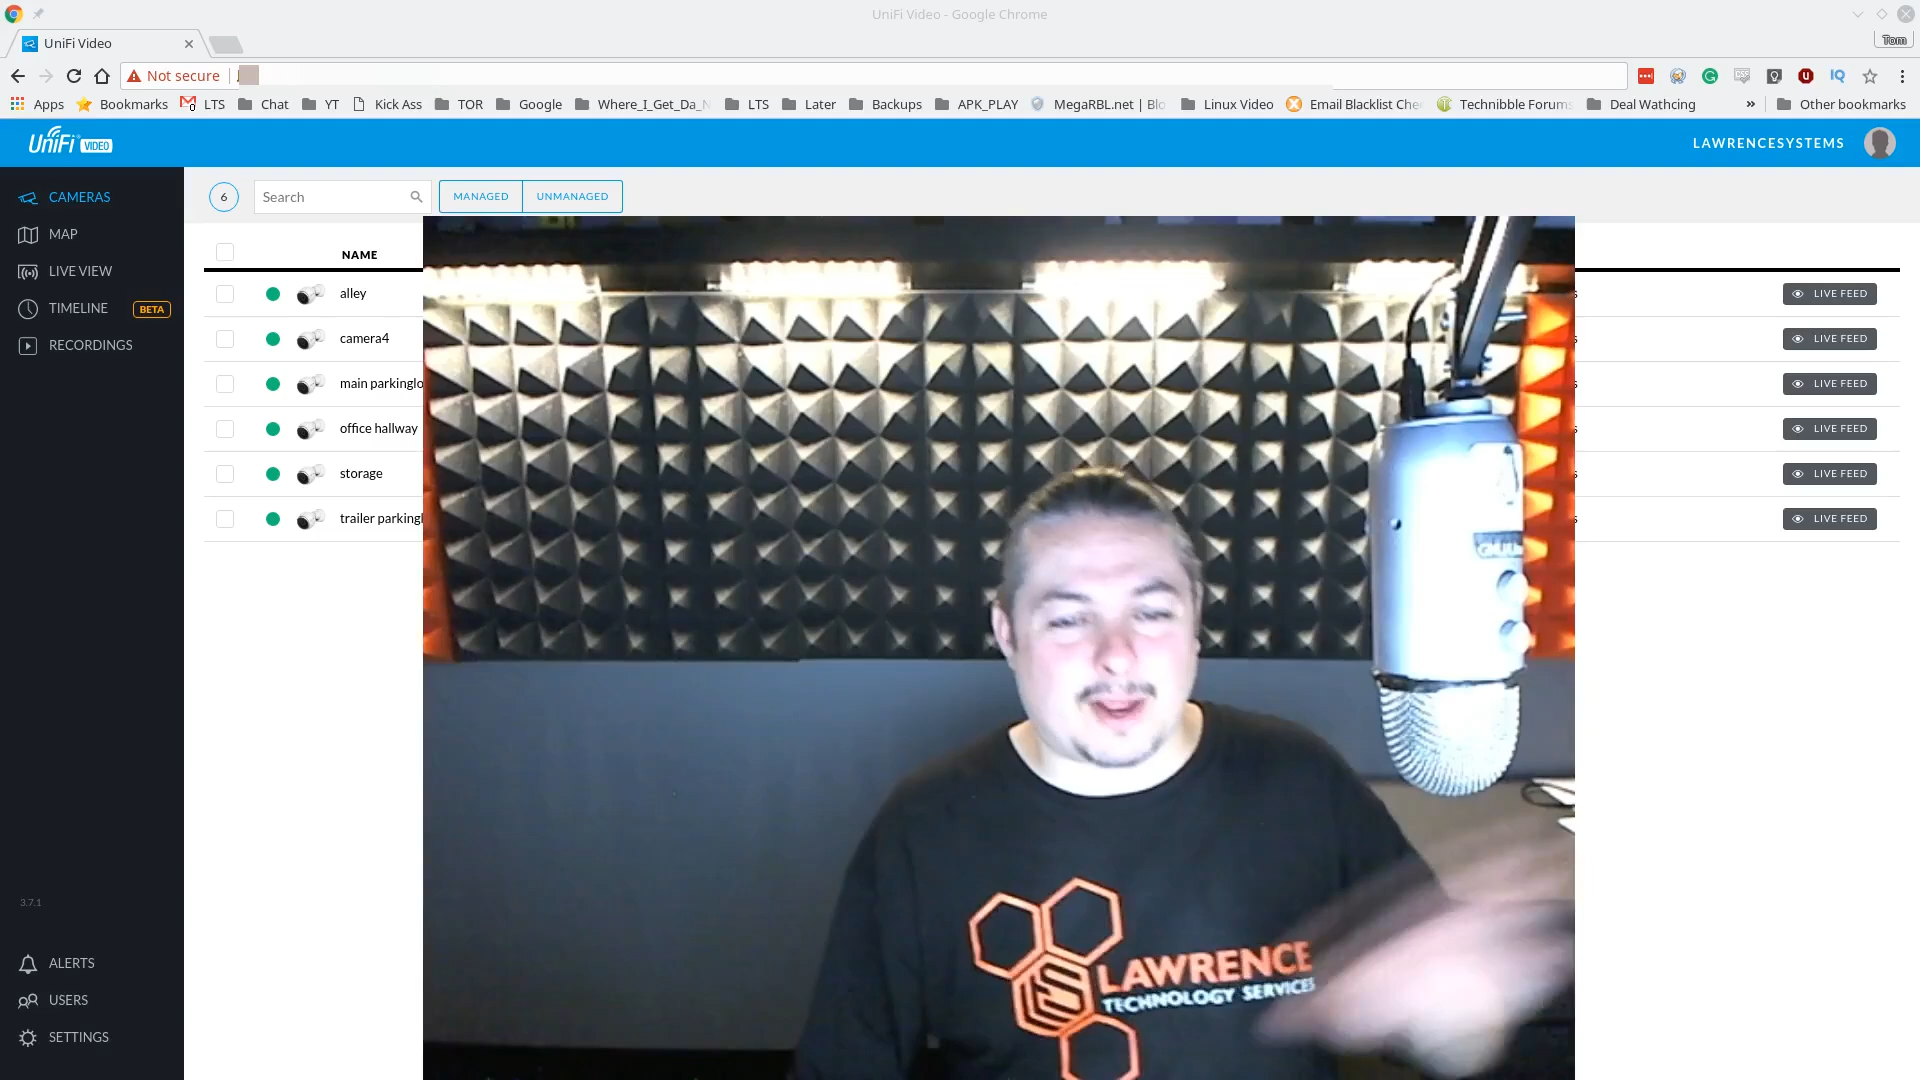 UniFi Video - Google Chrome
UniFi Video
Tom
Not secure
Apps Bookmarks LTS Chat YT Kick Ass TOR Google Where_I_Get_Da_ LTS Later Backups APK_PLAY MegaRBL.net | Blo Linux Video Email Blacklist Che Technibble Forums Deal Wathcing » Other bookmarks
UniFi VIDEO
LAWRENCESYSTEMS
CAMERAS
6
Search
MANAGED
UNMANAGED
MAP
NAME
LIVE VIEW
alley
LIVE FEED
TIMELINE BETA
camera4
LIVE FEED
RECORDINGS
main parkinglo
LIVE FEED
office hallway
LIVE FEED
storage
LIVE FEED
trailer parkingl
LIVE FEED
3.7.1
ALERTS
USERS
SETTINGS
LAWRENCE
TECHNOLOGY SERVICES